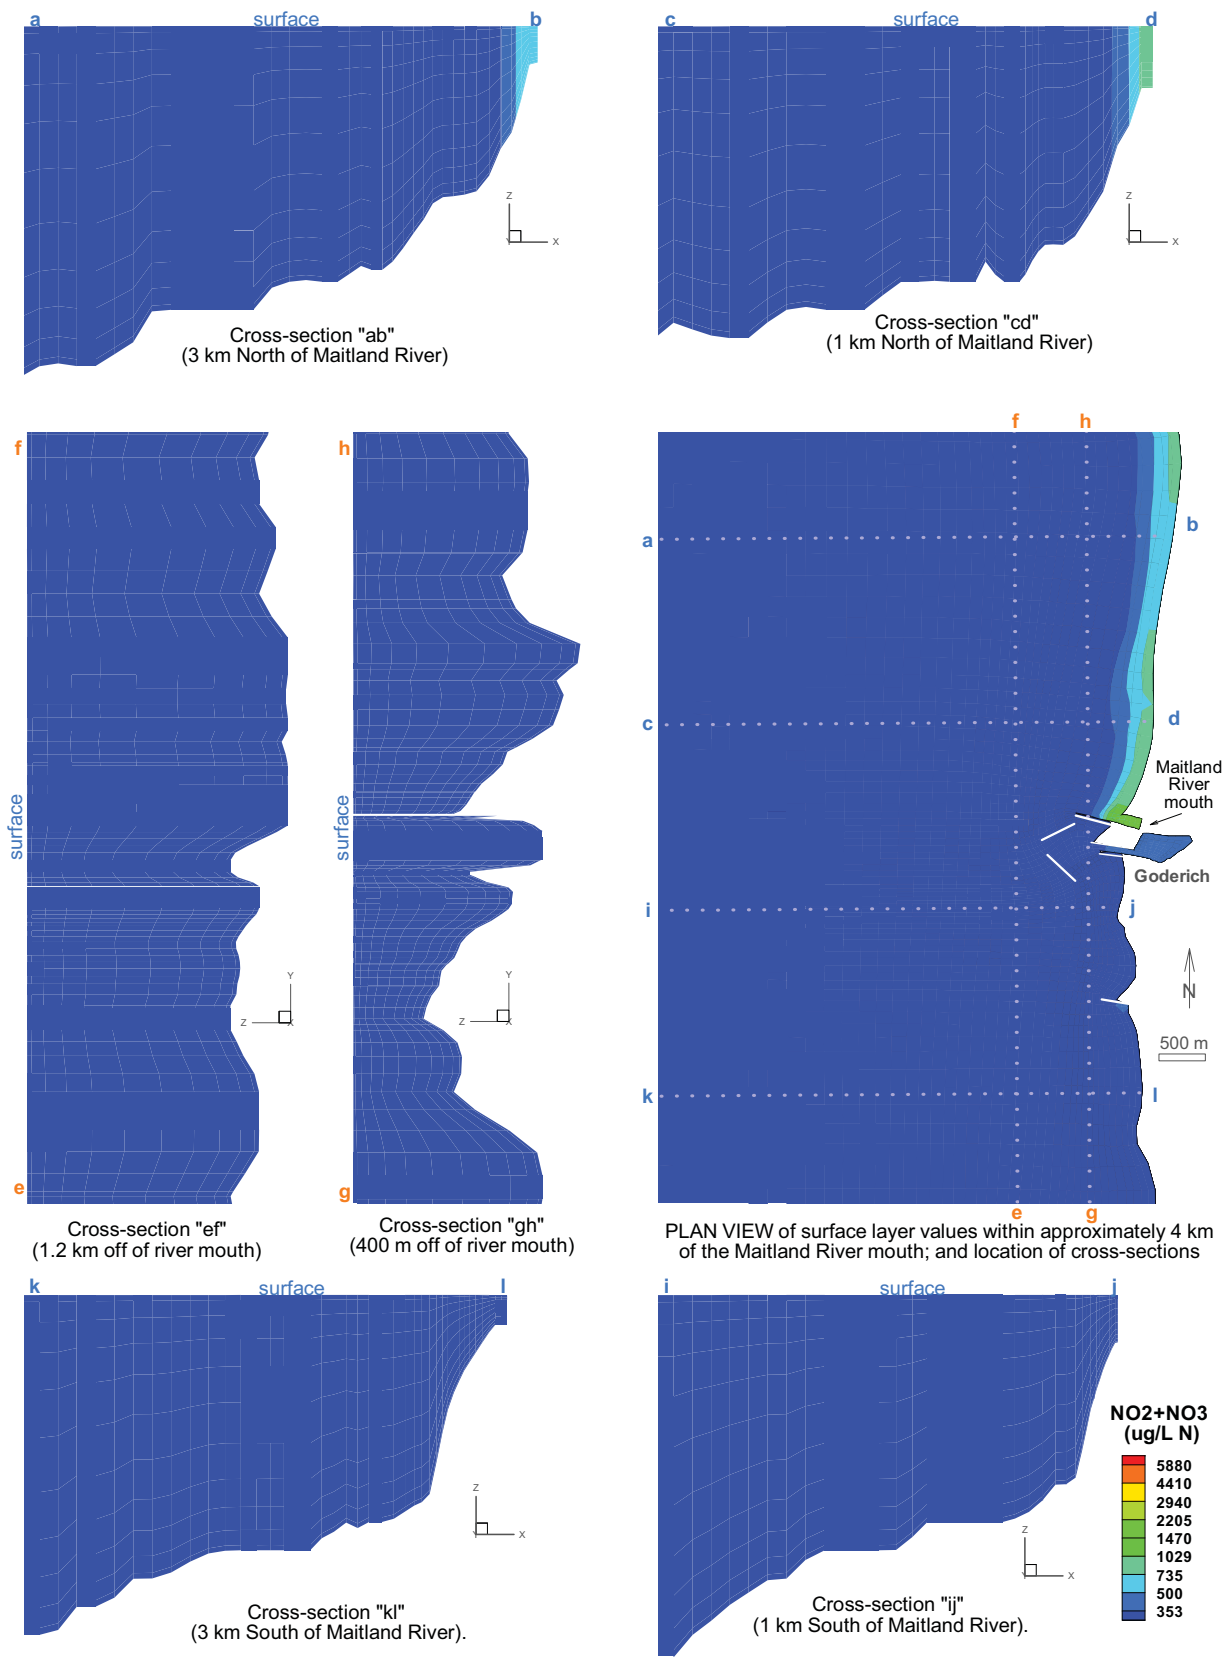 a surface b
c surface d
Z
X
Y
Z
X
Y
Cross-section "ab"
(3 km North of Maitland River)
Cross-section "cd"
(1 km North of Maitland River)
f
surface
e
Y
Z
X
Cross-section "ef"
(1.2 km off of river mouth)
h
surface
g
Y
Z
X
Cross-section "gh"
(400 m off of river mouth)
f h
a b
c d
Maitland
River
mouth
Goderich
i j
N
500 m
k l
e g
PLAN VIEW of surface layer values within approximately 4 km
of the Maitland River mouth; and location of cross-sections
k surface l
Z
X
Y
Cross-section "kl"
(3 km South of Maitland River).
i surface j
Z
X
Y
Cross-section "ij"
(1 km South of Maitland River).
NO2+NO3
(ug/L N)
5880
4410
2940
2205
1470
1029
735
500
353